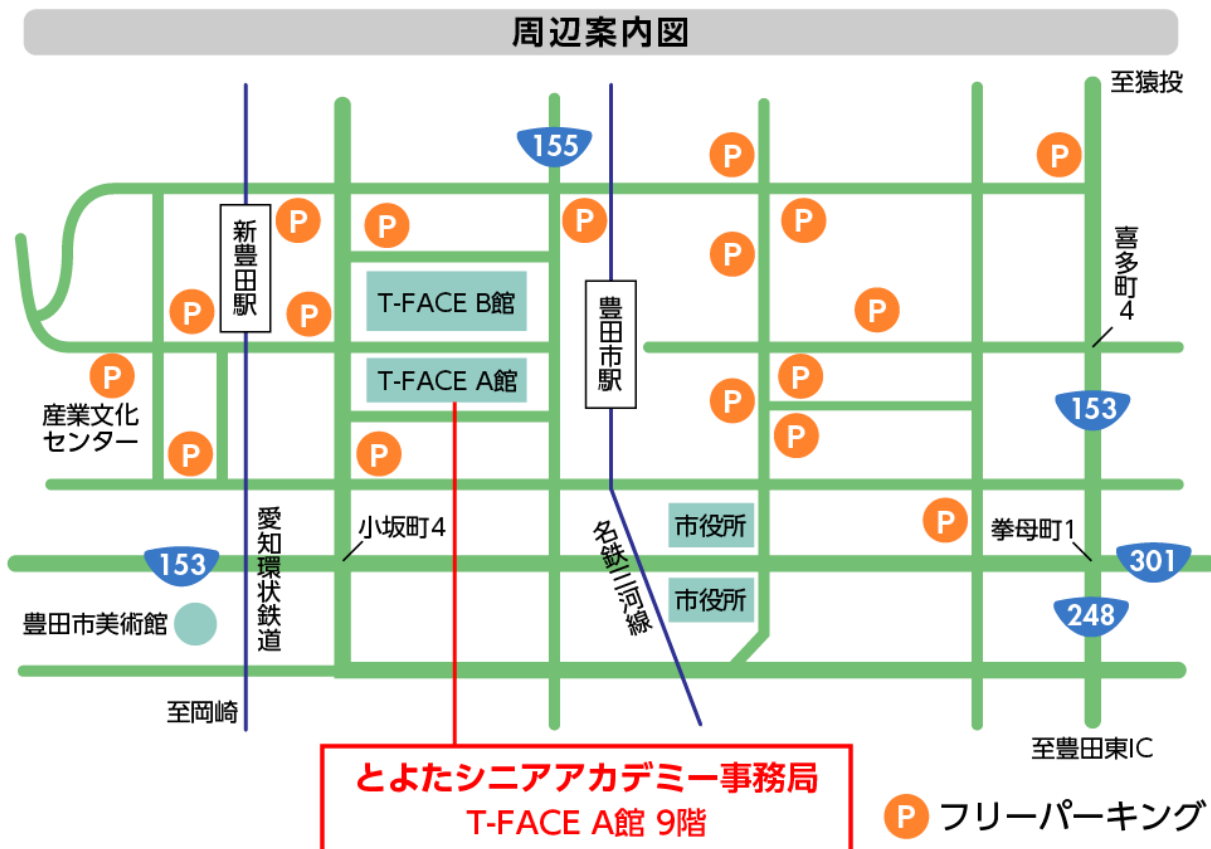 周辺案内図
至猿投
155
P
P
P
P
P
P
新豊田駅
P
喜多町4
T-FACE B館
豊田市駅
P
P
P
T-FACE A館
P
P
P
153
産業文化
センター
P
P
P
愛知環状鉄道
小坂町4
市役所
P
拳母町1
名鉄三河線
153
301
市役所
248
豊田市美術館
至岡崎
至豊田東IC
とよたシニアアカデミー事務局
T-FACE A館 9階
P フリーパーキング